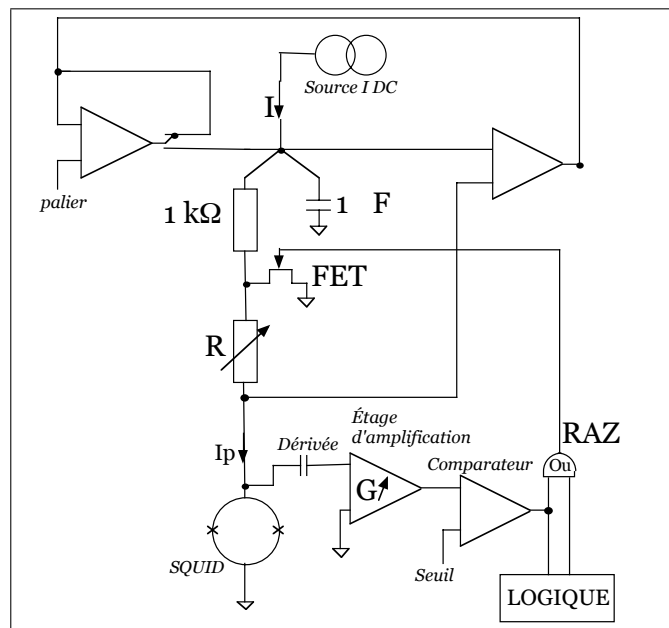 Source I DC
I
palier
1 kΩ
1 F
FET
R
Étage
d'amplification
RAZ
Ip
Dérivée
Comparateur
Ou
G
SQUID
Seuil
LOGIQUE